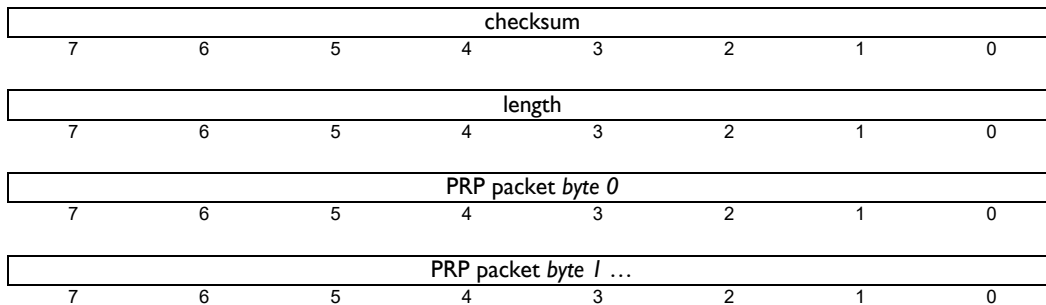 checksum
7 6 5 4 3 2 1 0
length
7 6 5 4 3 2 1 0
PRP packet byte 0
7 6 5 4 3 2 1 0
PRP packet byte 1 …
7 6 5 4 3 2 1 0